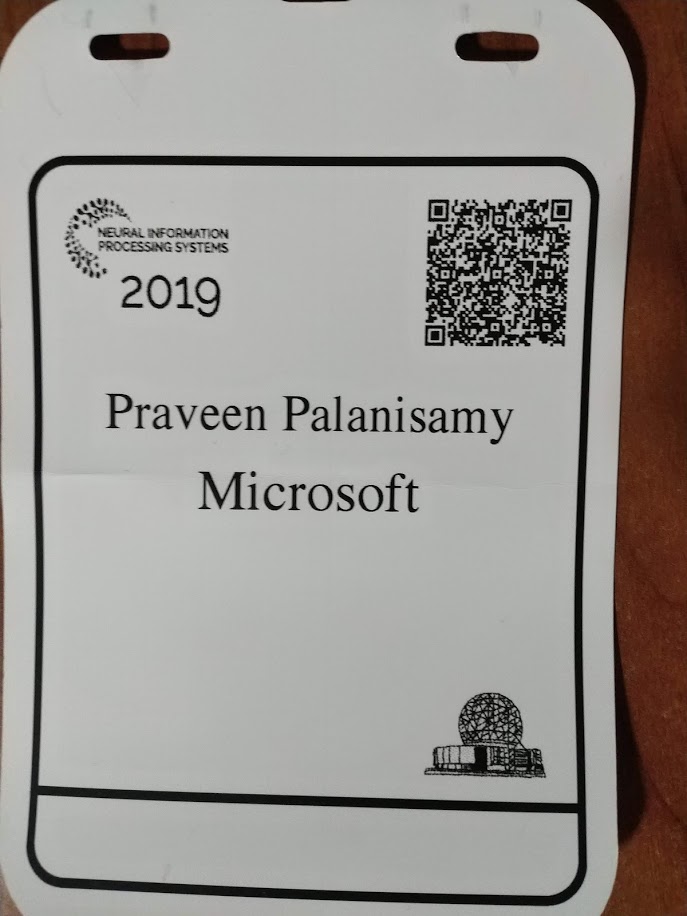 NEURAL INFORMATION
PROCESSING SYSTEMS
2019
Praveen Palanisamy
Microsoft